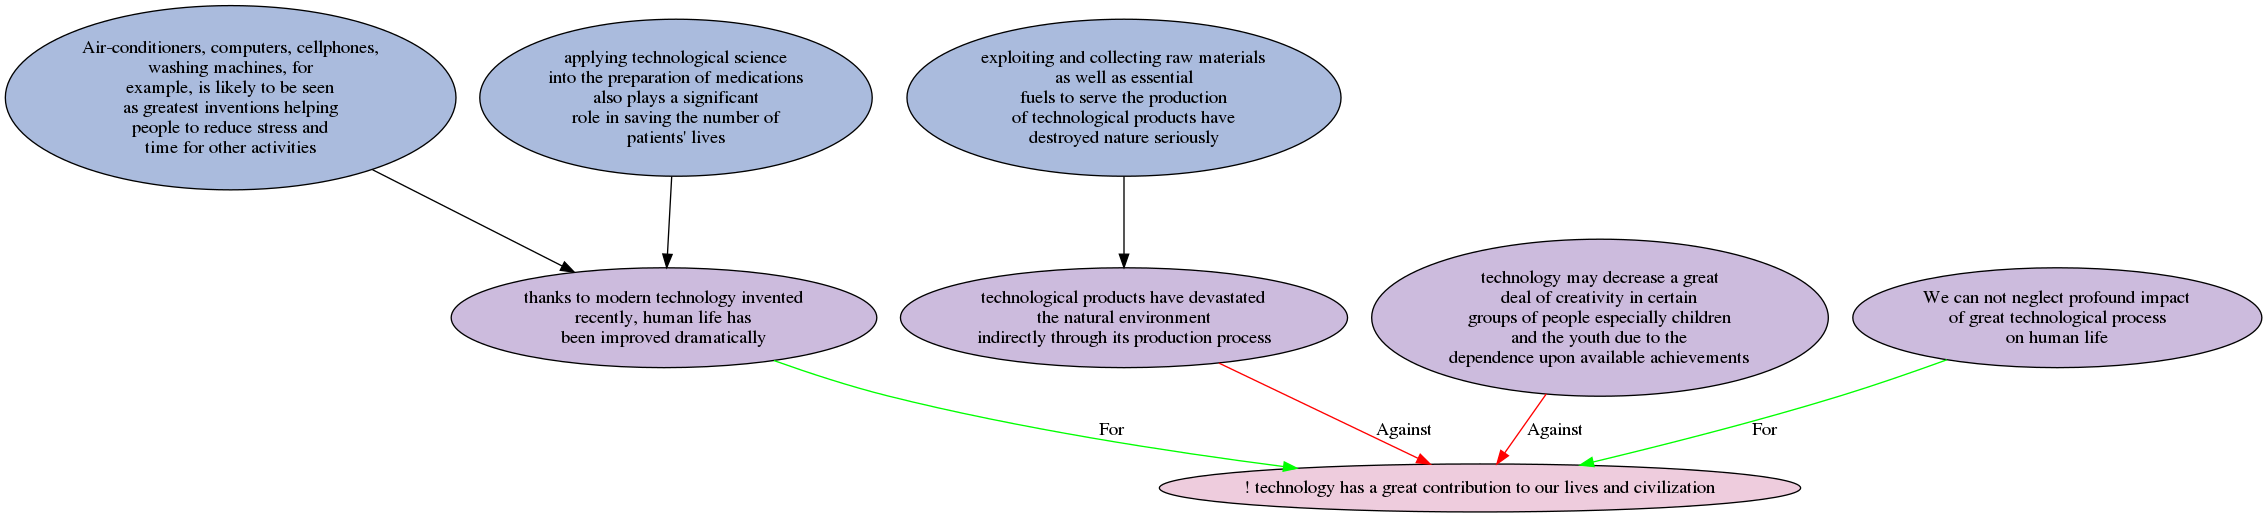 Air-conditioners, computers, cellphones,
washing machines, for
example, is likely to be seen
as greatest inventions helping
people to reduce stress and
time for other activities
applying technological science
into the preparation of medications
also plays a significant
role in saving the number of
patients' lives
exploiting and collecting raw materials
as well as essential
fuels to serve the production
of technological products have
destroyed nature seriously
thanks to modern technology invented
recently, human life has
been improved dramatically
technological products have devastated
the natural environment
indirectly through its production process
technology may decrease a great
deal of creativity in certain
groups of people especially children
and the youth due to the
dependence upon available achievements
We can not neglect profound impact
of great technological process
on human life
For
Against
Against
For
! technology has a great contribution to our lives and civilization